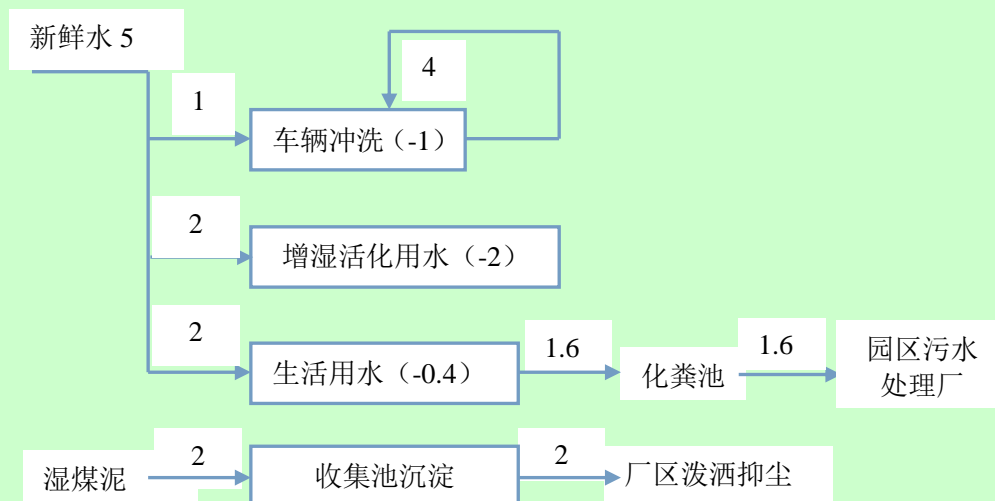 新鲜水 5
4
1
车辆冲洗（-1）
2
增湿活化用水（-2）
2
生活用水（-0.4）
1.6
化粪池
1.6
园区污水
处理厂
湿煤泥
2
收集池沉淀
2
厂区泼洒抑尘